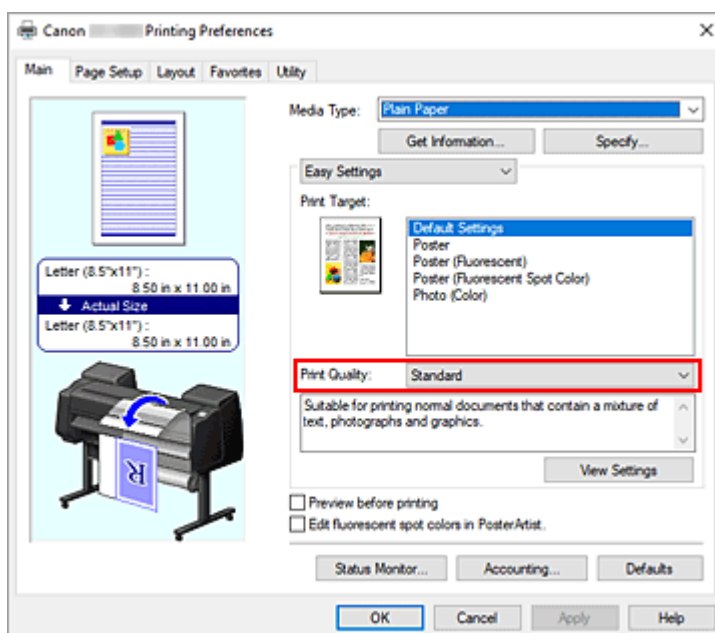 Canon Printing Preferences
Main Page Setup Layout Favorites Utility
Media Type: Plain Paper
Get Information... Specify...
Easy Settings
Print Target:
Default Settings
Poster
Poster (Fluorescent)
Poster (Fluorescent Spot Color)
Photo (Color)
Letter (8.5"x11") :
8.50 in x 11.00 in
Actual Size
Letter (8.5"x11") :
8.50 in x 11.00 in
Print Quality: Standard
Suitable for printing normal documents that contain a mixture of
text, photographs and graphics.
R
View Settings
Preview before printing
Edit fluorescent spot colors in PosterArtist.
Status Monitor... Accounting... Defaults
OK Cancel Apply Help